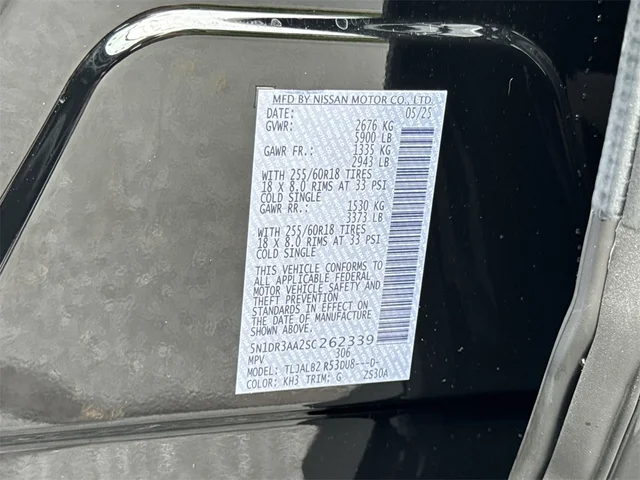 MFD BY NISSAN MOTOR CO., LTD.
DATE: 05/25
GVWR: 2676 KG
5900 LB
GAWR FR.: 1335 KG
2943 LB
WITH 255/60R18 TIRES
18 X 8.0 RIMS AT 33 PSI
COLD SINGLE
GAWR RR.: 1530 KG
3373 LB
WITH 255/60R18 TIRES
18 X 8.0 RIMS AT 33 PSI
COLD SINGLE
THIS VEHICLE CONFORMS TO
ALL APPLICABLE FEDERAL
MOTOR VEHICLE SAFETY AND
THEFT PREVENTION
STANDARDS IN EFFECT ON
THE DATE OF MANUFACTURE
SHOWN ABOVE.
5N1DR3AA2SC262339
MPV 306
MODEL: TLJALB2 R53DU8---D-
COLOR: KH3 TRIM: G ZS30A